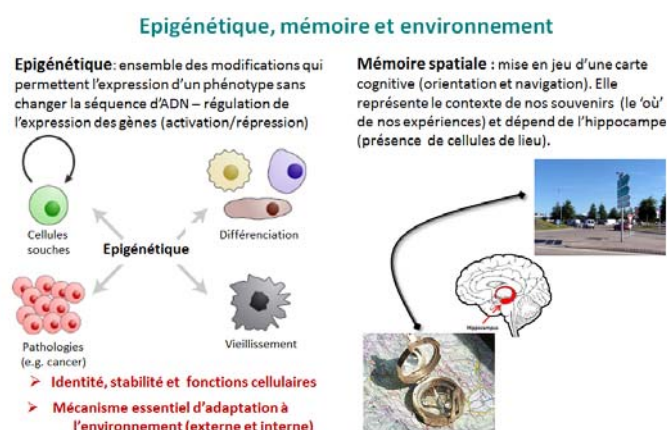 Epigénétique, mémoire et environnement
Epigénétique: ensemble des modifications qui
permettent l'expression d'un phénotype sans
changer la séquence d'ADN – régulation de
l'expression des gènes (activation/répression)
Cellules
souches
Différenciation
Epigénétique
Pathologies
(e.g. cancer)
Vieillissement
➢ Identité, stabilité et fonctions cellulaires
➢ Mécanisme essentiel d'adaptation à
l'environnement (externe et interne)
Mémoire spatiale : mise en jeu d'une carte
cognitive (orientation et navigation). Elle
représente le contexte de nos souvenirs (le 'où'
de nos expériences) et dépend de l'hippocampe
(présence de cellules de lieu).
Hippocampus